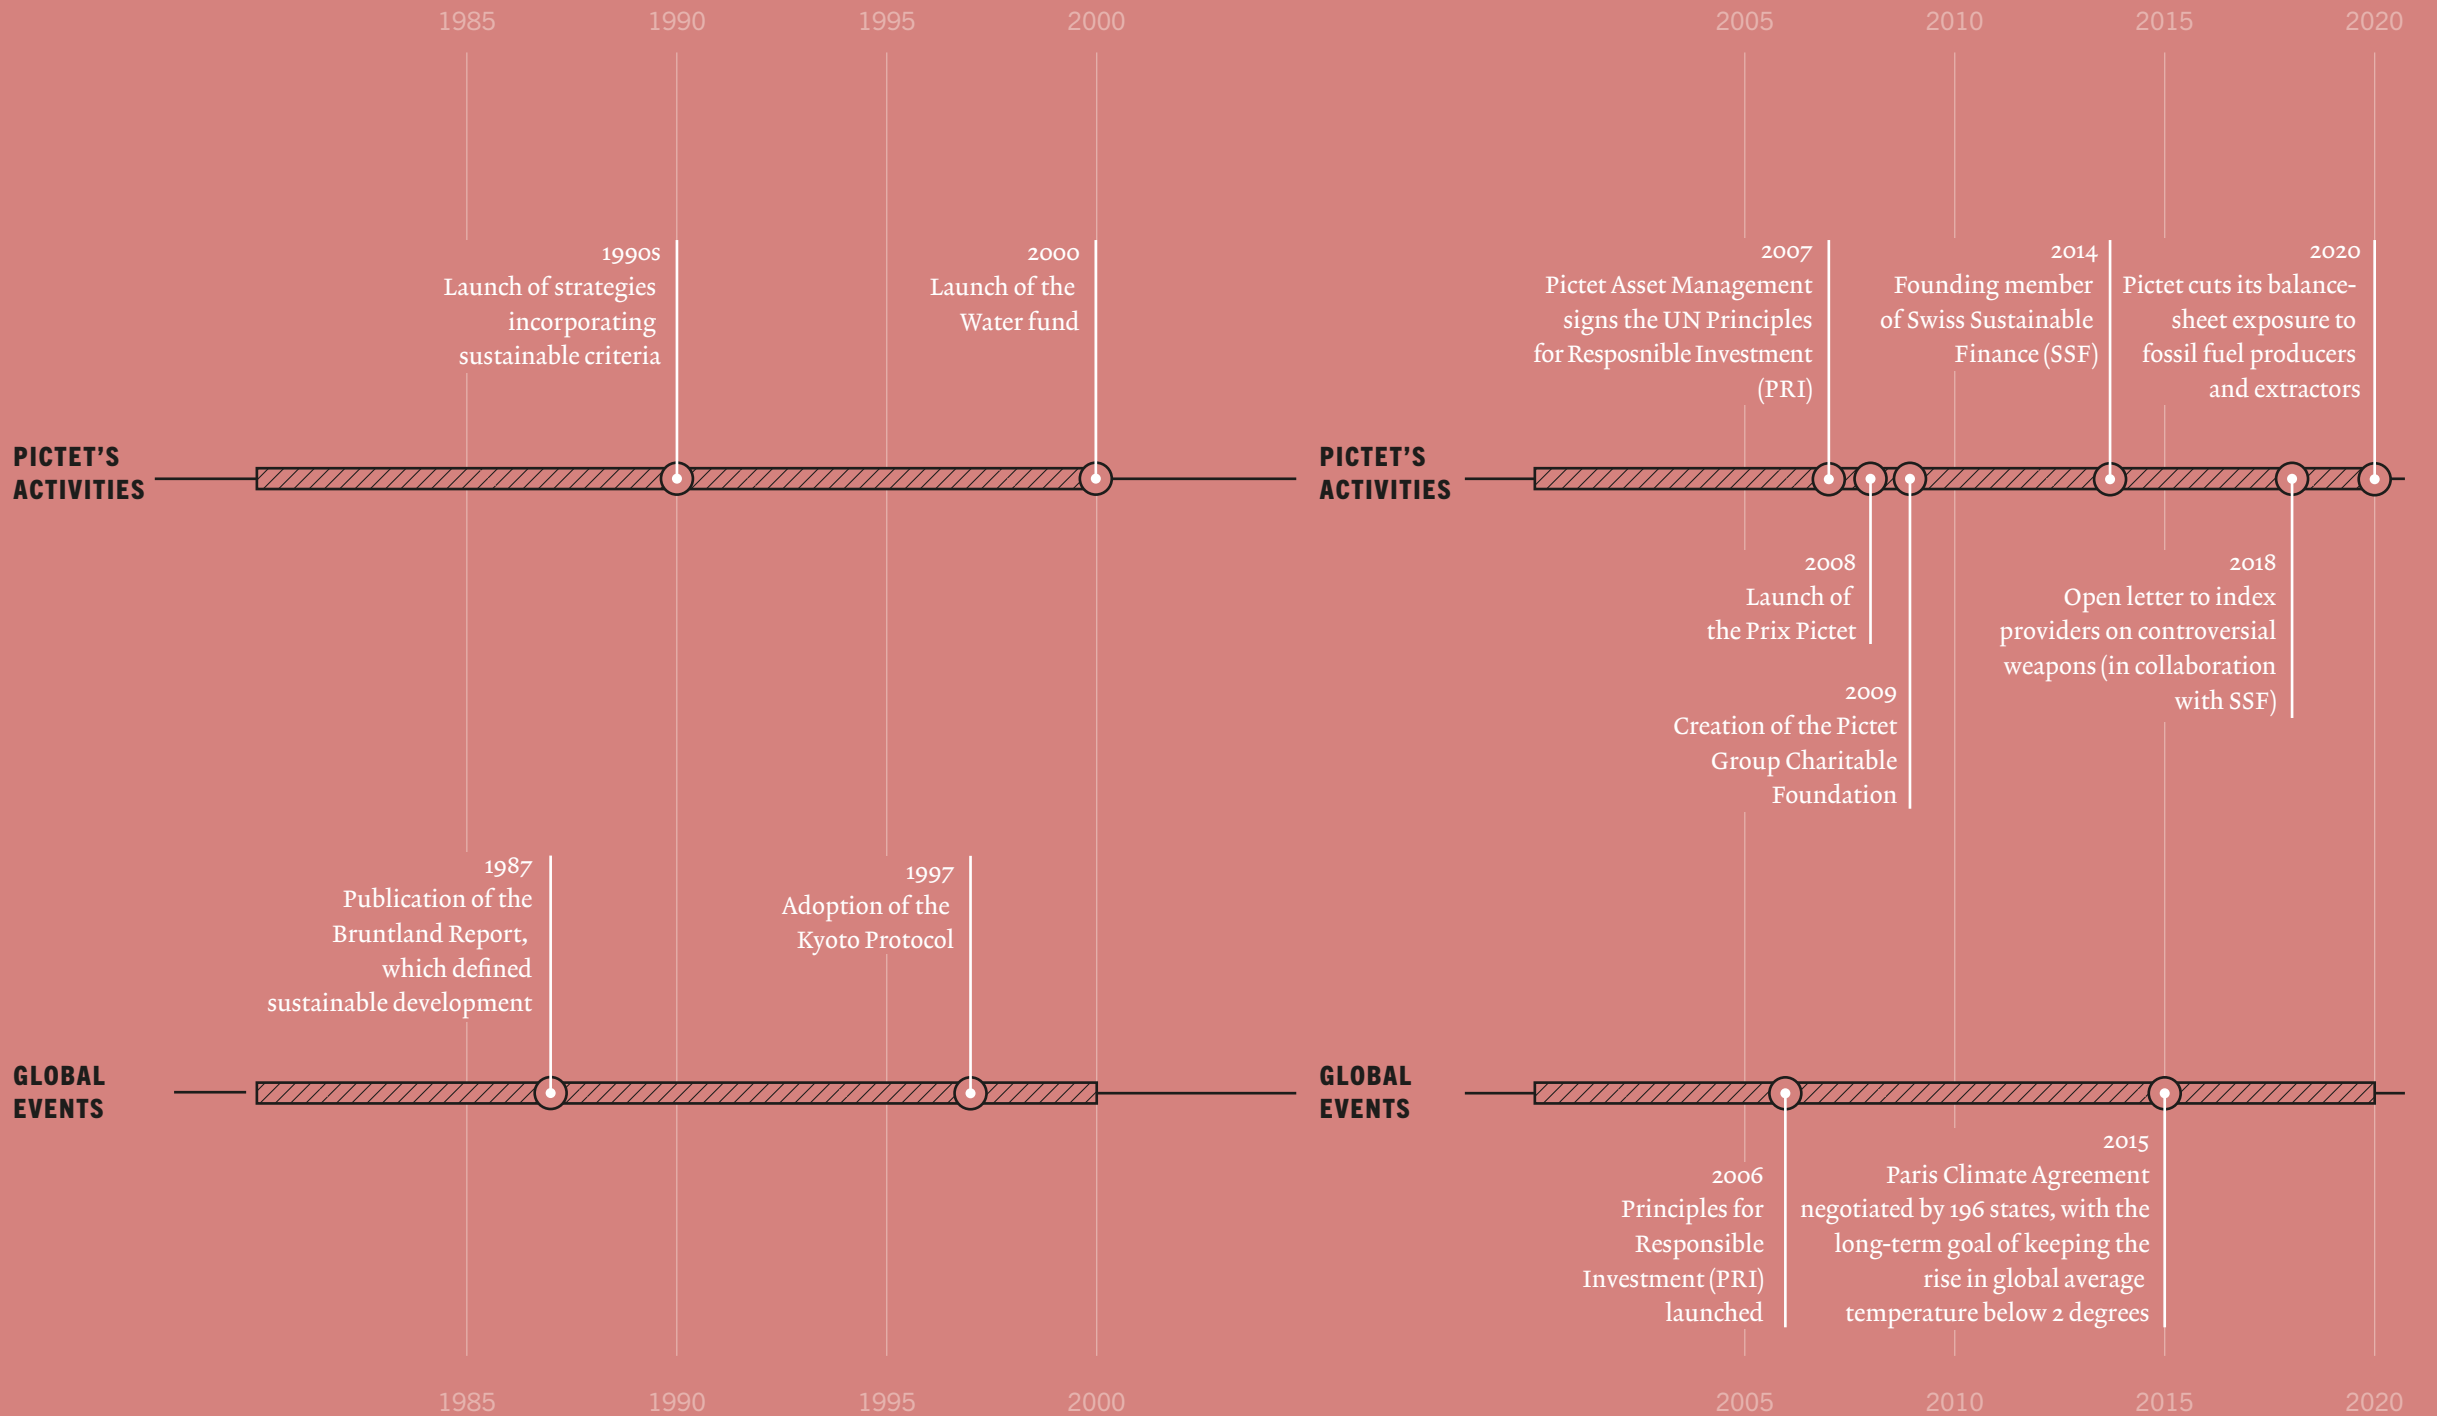 1985
1990
1995
2000
2005
2010
2015
2020
1990s
Launch of strategies
incorporating
sustainable criteria
2000
Launch of the
Water fund
2007
Pictet Asset Management
signs the UN Principles
for Resposnible Investment
(PRI)
2014
Founding member
of Swiss Sustainable
Finance (SSF)
2020
Pictet cuts its balance-
sheet exposure to
fossil fuel producers
and extractors
PICTET’S
ACTIVITIES
PICTET’S
ACTIVITIES
2008
Launch of
the Prix Pictet
2009
Creation of the Pictet
Group Charitable
Foundation
2018
Open letter to index
providers on controversial
weapons (in collaboration
with SSF)
1987
Publication of the
Bruntland Report,
which defined
sustainable development
1997
Adoption of the
Kyoto Protocol
GLOBAL
EVENTS
GLOBAL
EVENTS
2006
Principles for
Responsible
Investment (PRI)
launched
2015
Paris Climate Agreement
negotiated by 196 states, with the
long-term goal of keeping the
rise in global average
temperature below 2 degrees
1985
1990
1995
2000
2005
2010
2015
2020